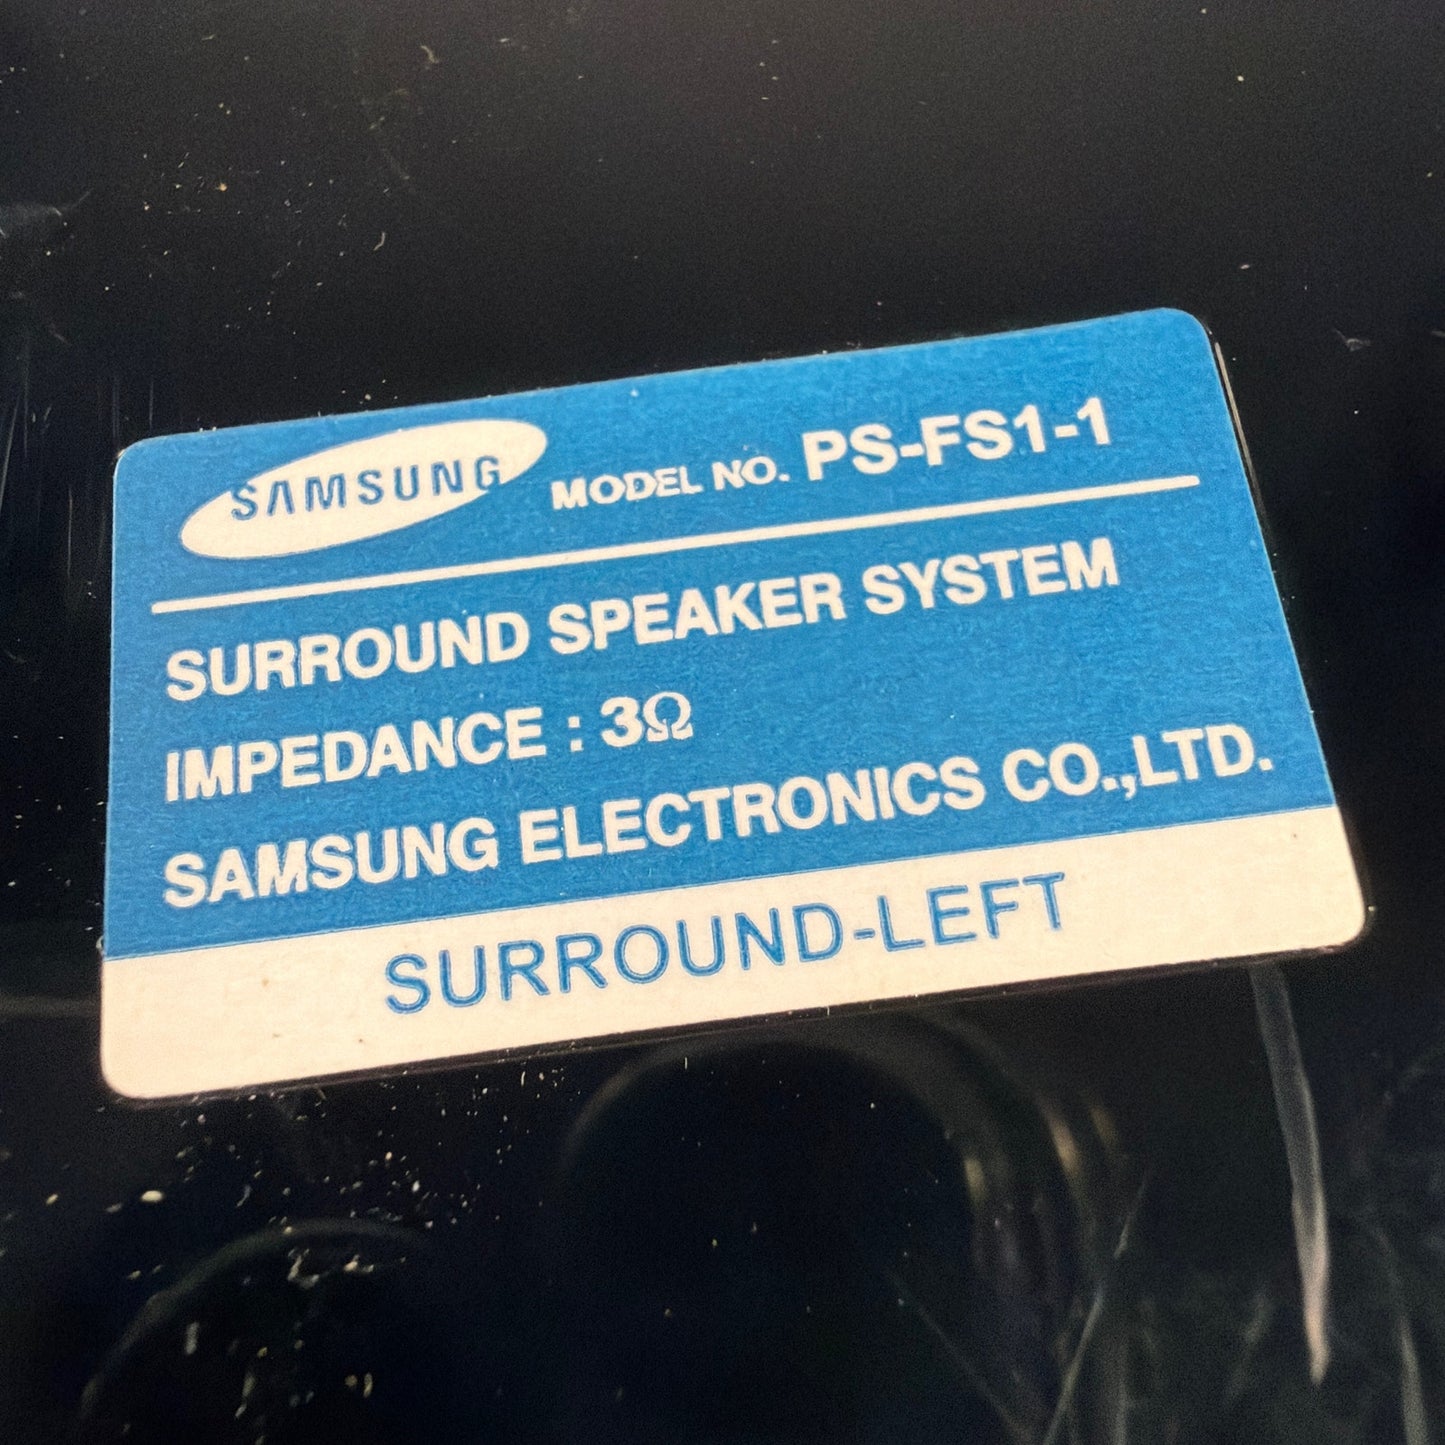 SAMSUNG MODEL NO. PS-FS1-1
SURROUND SPEAKER SYSTEM
IMPEDANCE : 3Ω
SAMSUNG ELECTRONICS CO.,LTD.
SURROUND-LEFT